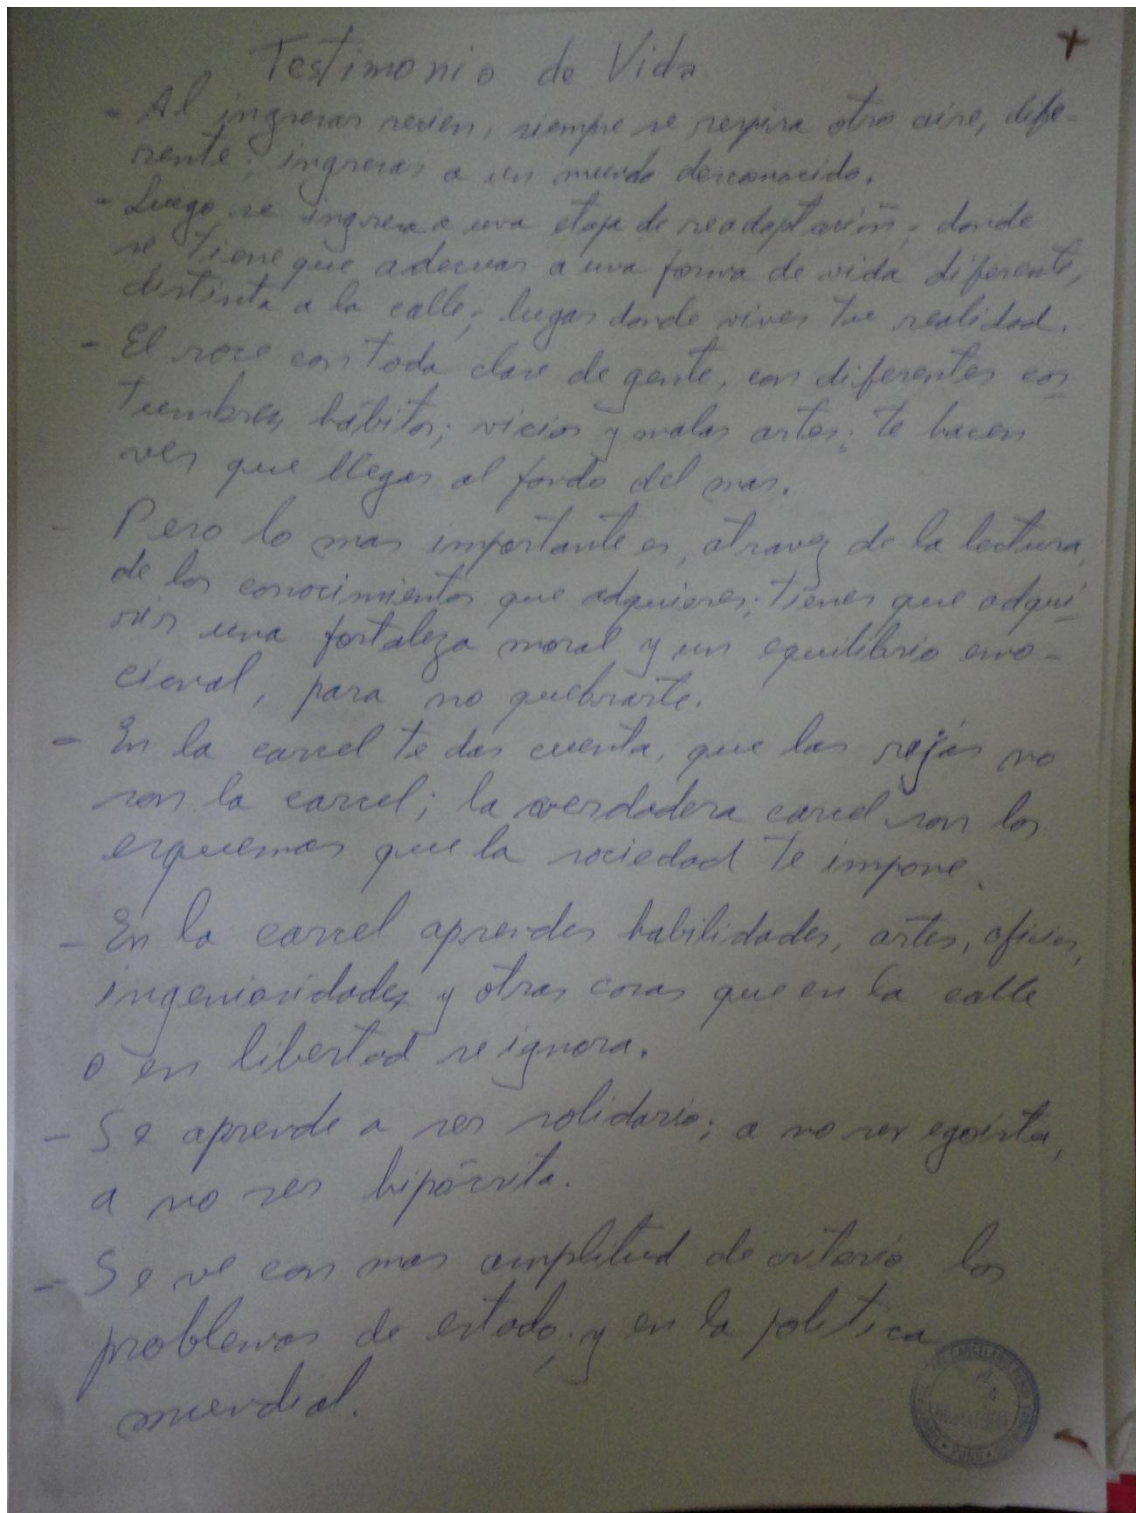 Testimonio de Vida
- Al ingresar recien, siempre se respira otro aire, dife-
rente; ingresas a un mundo desconocido.
- Luego se ingresa a una etapa de readaptación; donde
se tiene que adecuar a una forma de vida diferente,
distinta a la calle; lugar donde vives tu realidad.
- El roce con toda clase de gente, con diferentes cos
tumbres, habitos; vicios y malas artes; te hacen
ver que llegas al fondo del mar.
- Pero lo mas importante es, atravez de la lectura,
de los conocimientos que adquieres; tienes que adqui-
rir una fortaleza moral y un equilibrio emo-
cional, para no quebrarte.
- En la carcel te das cuenta, que las rejas no
son la carcel; la verdadera carcel son los
esquemas que la sociedad te impone.
- En la carcel aprendes habilidades, artes, oficios,
ingeniosidades y otras cosas que en la calle
o en libertad se ignora.
- Se aprende a ser solidario; a no ser egoista,
a no ser hipócrita.
- Se ve con mas amplitud de criterio los
problemas de estado; y en la politica
mundial.